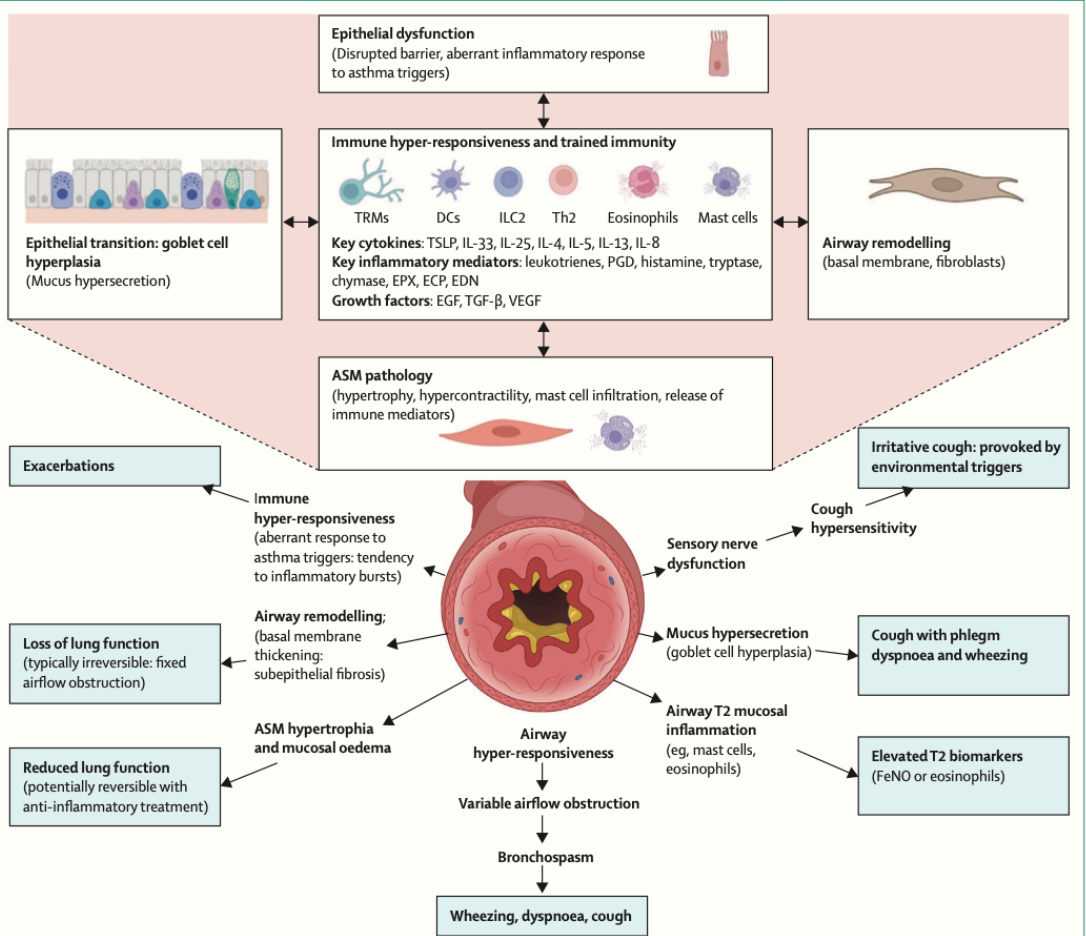 Epithelial dysfunction
(Disrupted barrier, aberrant inflammatory response
to asthma triggers)
Epithelial transition: goblet cell
hyperplasia
(Mucus hypersecretion)
Immune hyper-responsiveness and trained immunity
TRMs DCs ILC2 Th2 Eosinophils Mast cells
Key cytokines: TSLP, IL-33, IL-25, IL-4, IL-5, IL-13, IL-8
Key inflammatory mediators: leukotrienes, PGD, histamine, tryptase,
chymase, EPX, ECP, EDN
Growth factors: EGF, TGF-β, VEGF
Airway remodelling
(basal membrane, fibroblasts)
ASM pathology
(hypertrophy, hypercontractility, mast cell infiltration, release of
immune mediators)
Exacerbations
Immune
hyper-responsiveness
(aberrant response to
asthma triggers: tendency
to inflammatory bursts)
Irritative cough: provoked by
environmental triggers
Cough
hypersensitivity
Sensory nerve
dysfunction
Loss of lung function
(typically irreversible: fixed
airflow obstruction)
Airway remodelling;
(basal membrane
thickening:
subepithelial fibrosis)
Mucus hypersecretion
(goblet cell hyperplasia)
Cough with phlegm
dyspnoea and wheezing
Reduced lung function
(potentially reversible with
anti-inflammatory treatment)
ASM hypertrophia
and mucosal oedema
Airway T2 mucosal
inflammation
(eg, mast cells,
eosinophils)
Elevated T2 biomarkers
(FeNO or eosinophils)
Airway
hyper-responsiveness
Variable airflow obstruction
Bronchospasm
Wheezing, dyspnoea, cough